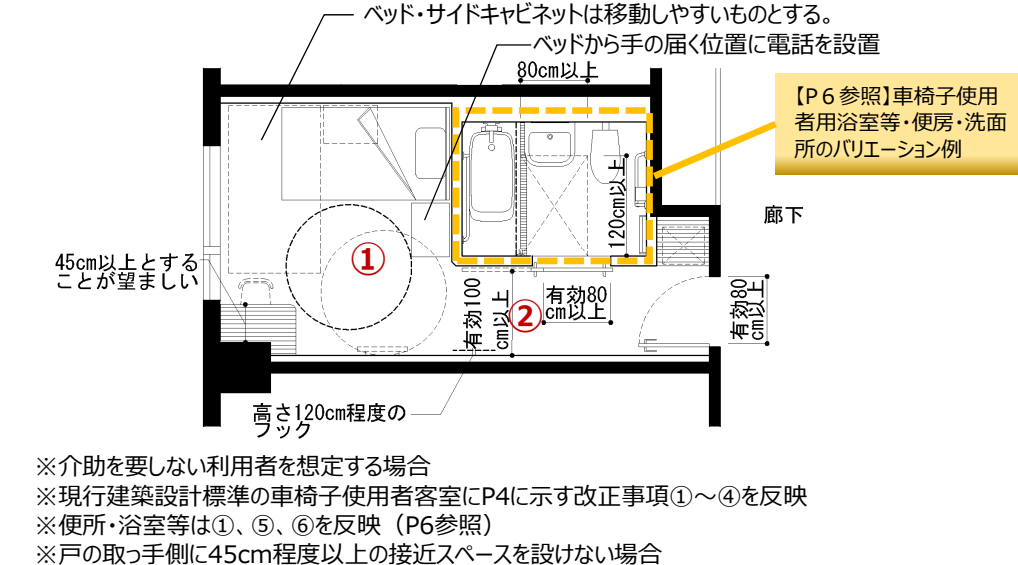 ベッド・サイドキャビネットは移動しやすいものとする。
ベッドから手の届く位置に電話を設置
80cm以上
【P6参照】車椅子使用
者用浴室等・便房・洗面
所のバリエーション例
120cm以上
廊下
45cm以上とする
ことが望ましい
①
有効100
cm以上
②
有効80
cm以上
有効80
cm以上
高さ120cm程度の
フック
※介助を要しない利用者を想定する場合
※現行建築設計標準の車椅子使用者客室にP4に示す改正事項①~④を反映
※便所・浴室等は①、⑤、⑥を反映(P6参照)
※戸の取っ手側に45cm程度以上の接近スペースを設けない場合